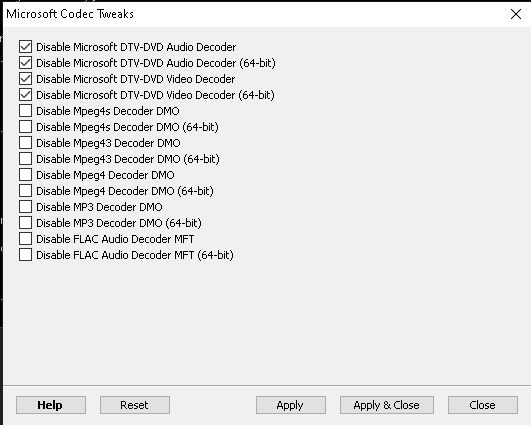 Microsoft Codec Tweaks
Disable Microsoft DTV-DVD Audio Decoder
Disable Microsoft DTV-DVD Audio Decoder (64-bit)
Disable Microsoft DTV-DVD Video Decoder
Disable Microsoft DTV-DVD Video Decoder (64-bit)
Disable Mpeg4s Decoder DMO
Disable Mpeg4s Decoder DMO (64-bit)
Disable Mpeg43 Decoder DMO
Disable Mpeg43 Decoder DMO (64-bit)
Disable Mpeg4 Decoder DMO
Disable Mpeg4 Decoder DMO (64-bit)
Disable MP3 Decoder DMO
Disable MP3 Decoder DMO (64-bit)
Disable FLAC Audio Decoder MFT
Disable FLAC Audio Decoder MFT (64-bit)
Help Reset Apply Apply & Close Close